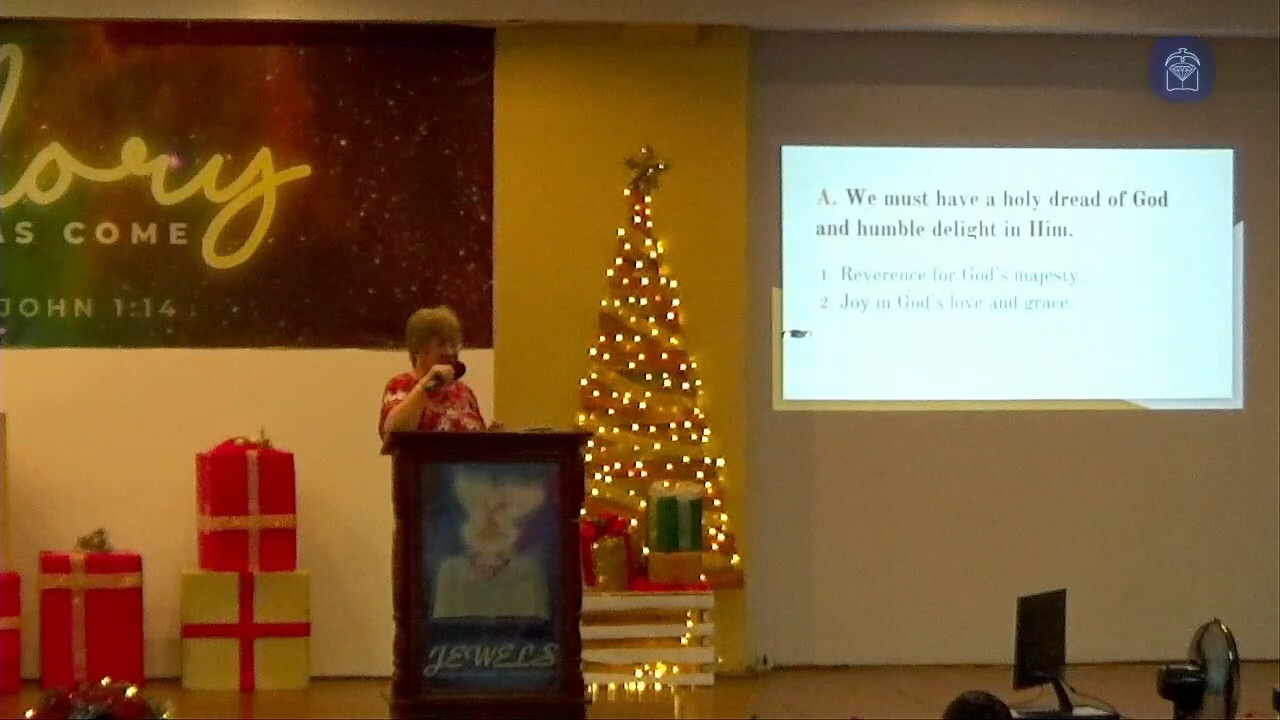 lory
AS COME
JOHN 1:14
A. We must have a holy dread of God
and humble delight in Him.
1. Reverence for God's majesty.
2. Joy in God's love and grace.
JEWELS